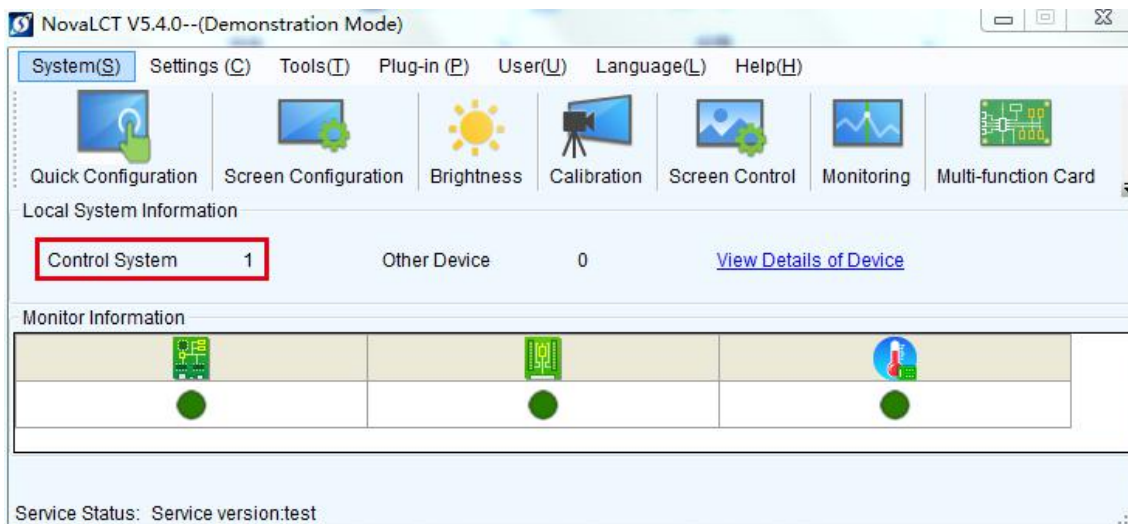 NovaLCT V5.4.0--(Demonstration Mode)
System(S) Settings (C) Tools(T) Plug-in (P) User(U) Language(L) Help(H)
Quick Configuration Screen Configuration Brightness Calibration Screen Control Monitoring Multi-function Card
Local System Information
Control System 1 Other Device 0 View Details of Device
Monitor Information
Service Status: Service version:test